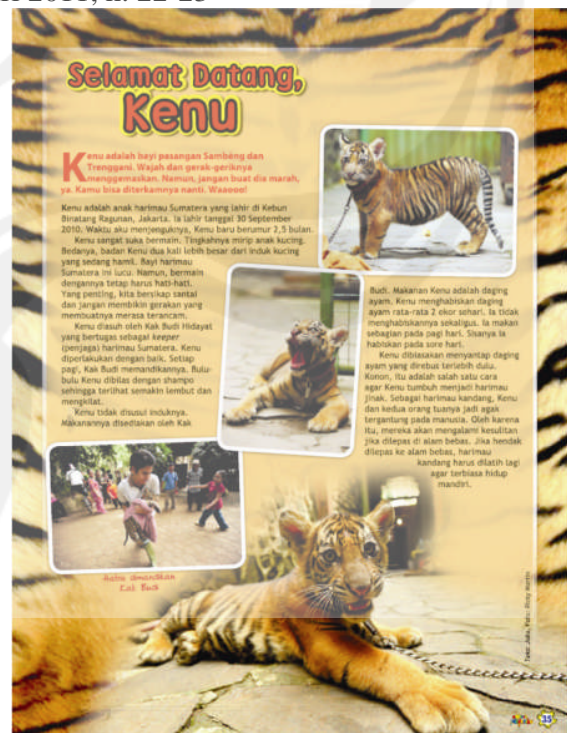 Selamat Datang,
Kenu
Kenu adalah bayi pasangan Sambêng dan
Trenggani. Wajah dan gerak-geriknya
menggemaskan. Namun, jangan buat dia marah,
ya. Kamu bisa diterkamnya nanti. Waaooo!
Kenu adalah anak harimau Sumatera yang lahir di Kebun
Binatang Ragunan, Jakarta. Ia lahir tanggal 30 September
2010. Waktu aku menjenguknya, Kenu baru berumur 2,5 bulan.
Kenu sangat suka bermain. Tingkahnya mirip anak kucing.
Bedanya, badan Kenu dua kali lebih besar dari induk kucing
yang sedang hamil. Bayi harimau
Sumatera ini lucu. Namun, bermain
dengannya tetap harus hati-hati.
Yang penting, kita bersikap santai
dan jangan membikin gerakan yang
membuatnya merasa terancam.
Kenu diasuh oleh Kak Budi Hidayat
yang bertugas sebagai keeper
(penjaga) harimau Sumatera. Kenu
diperlakukan dengan baik. Setiap
pagi, Kak Budi memandikannya. Bulu-
bulu Kenu dibilas dengan shampo
sehingga terlihat semakin lembut dan
mengkilat.
Kenu tidak disusui induknya.
Makanannya disediakan oleh Kak
Budi. Makanan Kenu adalah daging
ayam. Kenu menghabiskan daging
ayam rata-rata 2 ekor sehari. Ia tidak
menghabiskannya sekaligus. Ia makan
sebagian pada pagi hari. Sisanya ia
habiskan pada sore hari.
Kenu dibiasakan menyantap daging
ayam yang direbus terlebih dulu.
Konon, itu adalah salah satu cara
agar Kenu tumbuh menjadi harimau
jinak. Sebagai harimau kandang, Kenu
dan kedua orang tuanya jadi agak
tergantung pada manusia. Oleh karena
itu, mereka akan mengalami kesulitan
jika dilepas di alam bebas. Jika hendak
dilepas ke alam bebas, harimau
kandang harus dilatih lagi
agar terbiasa hidup
mandiri.
dimandikan
Kak Budi
35